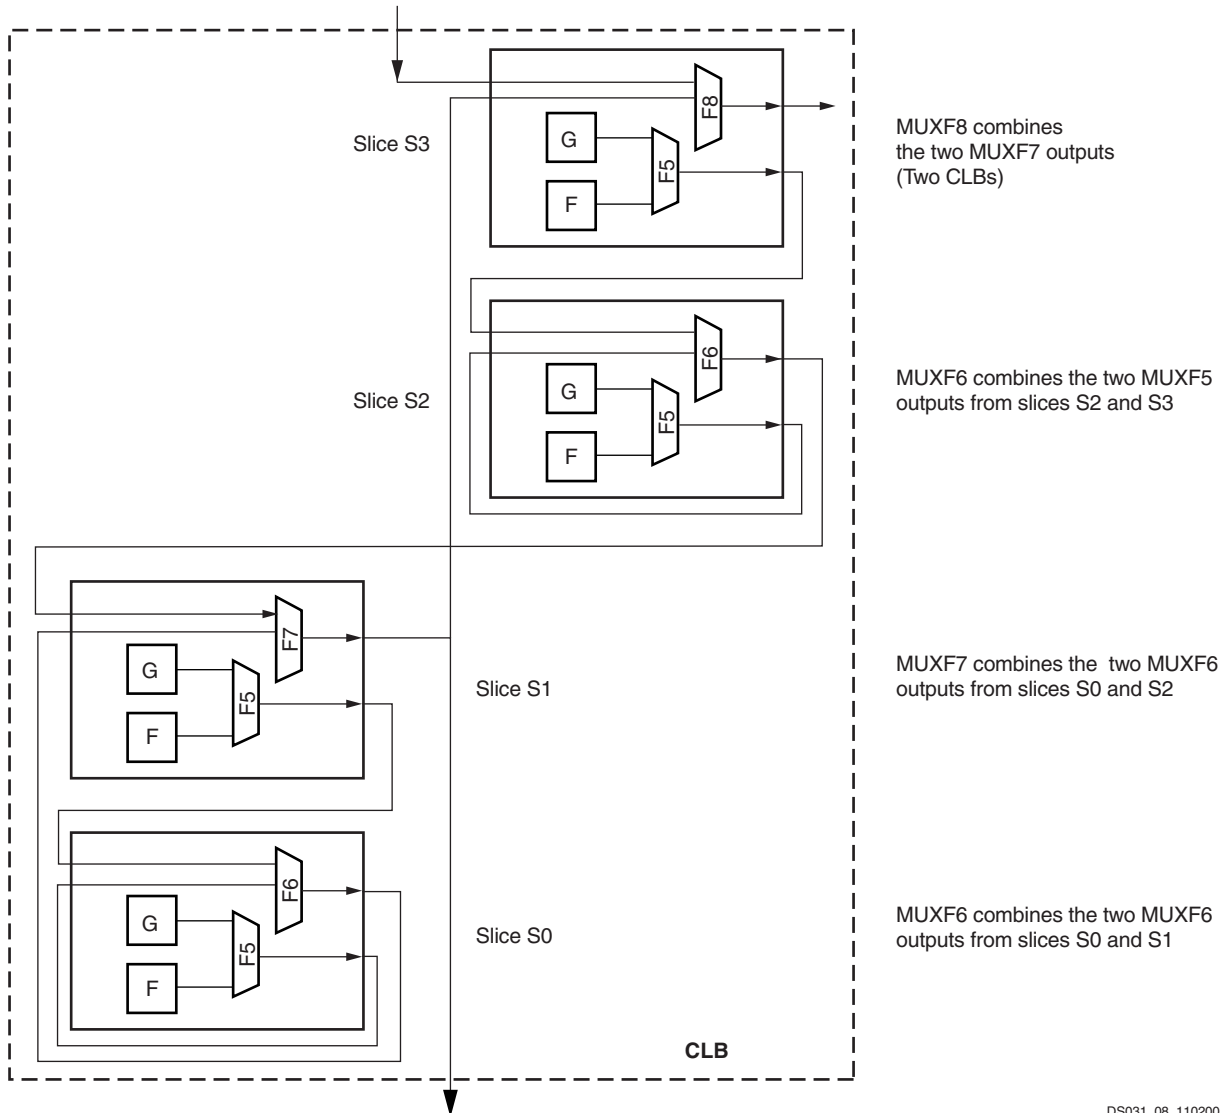 Slice S3
G
F
F5
F8
MUXF8 combines
the two MUXF7 outputs
(Two CLBs)
Slice S2
G
F
F5
F6
MUXF6 combines the two MUXF5
outputs from slices S2 and S3
G
F
F5
F7
Slice S1
MUXF7 combines the two MUXF6
outputs from slices S0 and S2
G
F
F5
F6
Slice S0
MUXF6 combines the two MUXF6
outputs from slices S0 and S1
CLB
DS031_08_110200